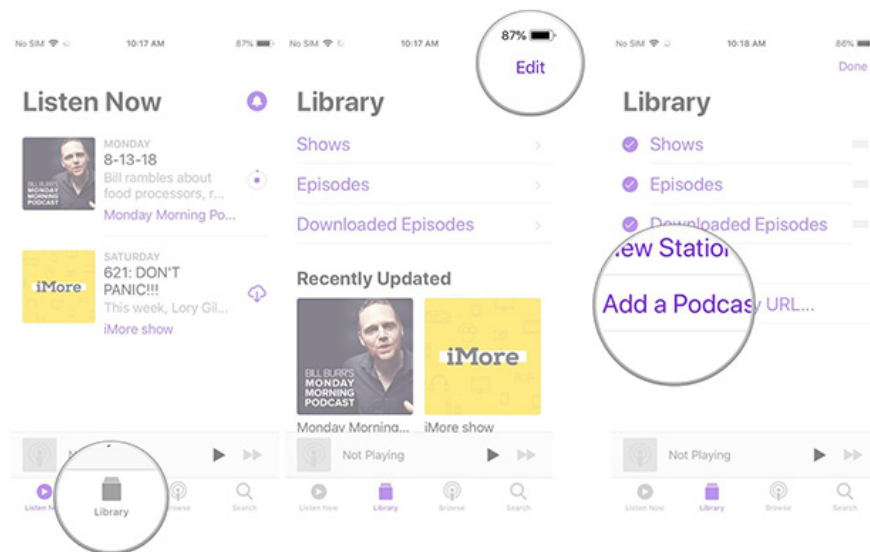 No SIM 10:17 AM 87%
Listen Now
MONDAY
8-13-18
Bill rambles about
food processors, r...
Monday Morning Po...
BILL BURR'S
MONDAY
MORNING
PODCAST
SATURDAY
621: DON'T
PANIC!!!
This week, Lory Gil...
iMore show
iMore
Listen No
Library
Browse
Search
No SIM 10:17 AM 87%
Edit
Library
Shows
Episodes
Downloaded Episodes
Recently Updated
BILL BURR'S
MONDAY
MORNING
PODCAST
iMore
Monday Morning... iMore show
Not Playing
Listen Now Library Browse Search
No SIM 10:18 AM 86%
Done
Library
Shows
Episodes
Downloaded Episodes
ew Station
Add a Podcas y URL...
Not Playing
Listen Now Library Browse Search